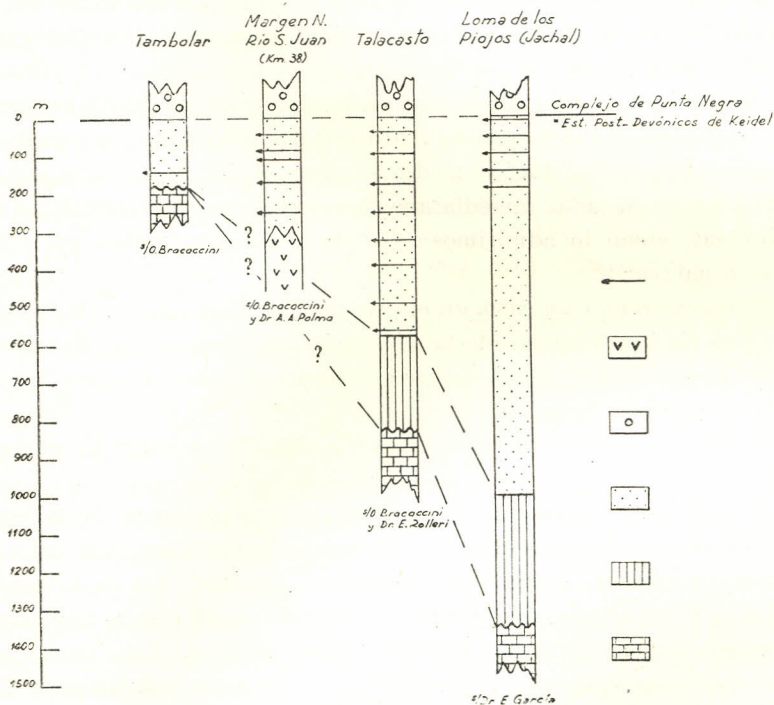 Tambolar
Margen N.
Rio S. Juan
(Km 38)
Talacasto
Loma de los
Piojos (Jachal)
Complejo de Punta Negra
= Est. Post-Devónicos de Keidel
m
0
100
200
300
400
500
600
700
800
900
1000
1100
1200
1300
1400
1500
?
?
?
s/O. Bracaccini
s/O. Bracaccini
y Dr. A. A. Palma
s/O. Bracaccini
y Dr. E. Rolleri
s/Dr. E. García